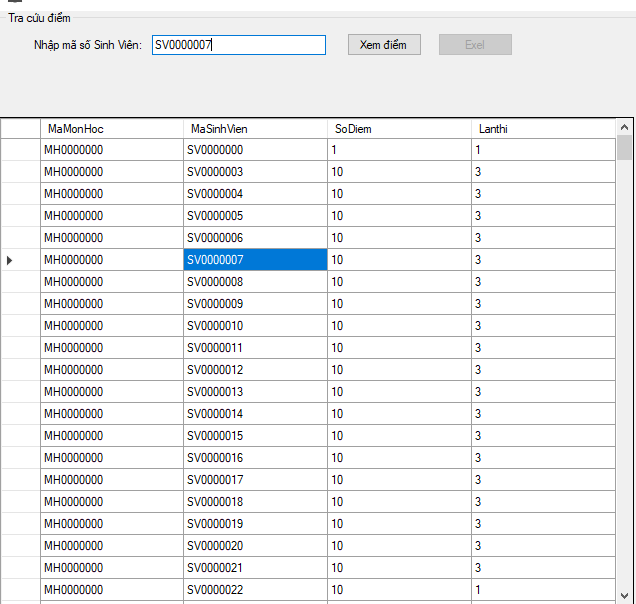 Tra cứu điểm
Nhập mã số Sinh Viên: SV0000007 Xem điểm Exel
MaMonHoc MaSinhVien SoDiem Lanthi
MH0000000 SV0000000 1 1
MH0000000 SV0000003 10 3
MH0000000 SV0000004 10 3
MH0000000 SV0000005 10 3
MH0000000 SV0000006 10 3
MH0000000 SV0000007 10 3
MH0000000 SV0000008 10 3
MH0000000 SV0000009 10 3
MH0000000 SV0000010 10 3
MH0000000 SV0000011 10 3
MH0000000 SV0000012 10 3
MH0000000 SV0000013 10 3
MH0000000 SV0000014 10 3
MH0000000 SV0000015 10 3
MH0000000 SV0000016 10 3
MH0000000 SV0000017 10 3
MH0000000 SV0000018 10 3
MH0000000 SV0000019 10 3
MH0000000 SV0000020 10 3
MH0000000 SV0000021 10 3
MH0000000 SV0000022 10 1